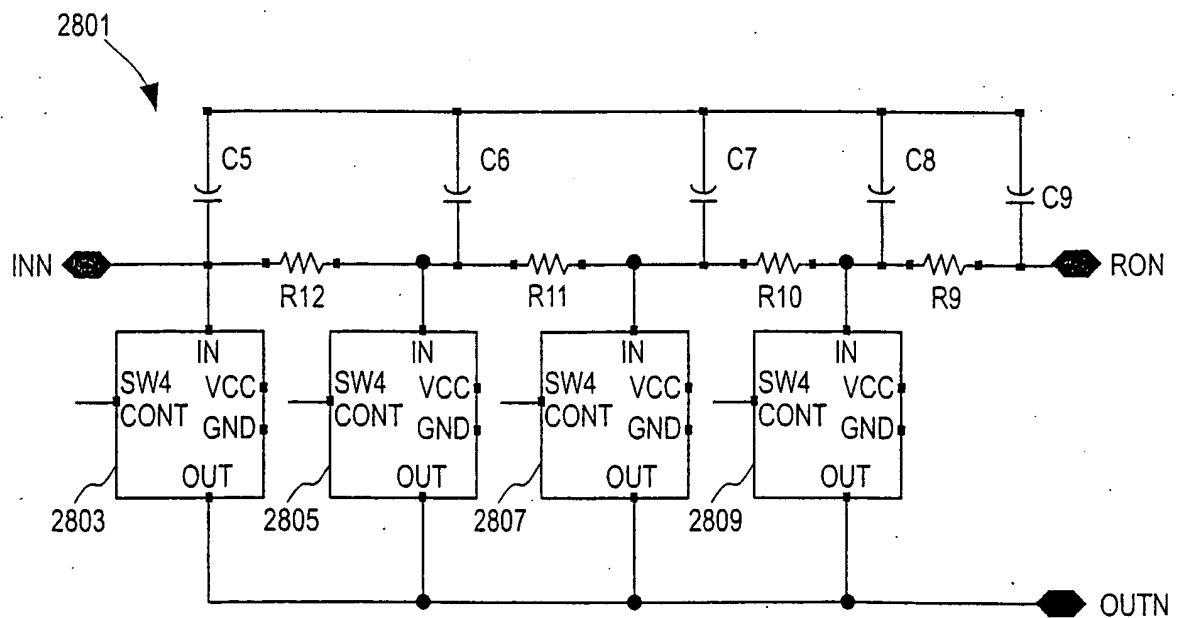 2801
C5
C6
C7
C8
C9
INN
RON
R12
R11
R10
R9
IN
SW4
CONT
VCC
GND
OUT
IN
SW4
CONT
VCC
GND
OUT
IN
SW4
CONT
VCC
GND
OUT
IN
SW4
CONT
VCC
GND
OUT
2803
2805
2807
2809
OUTN